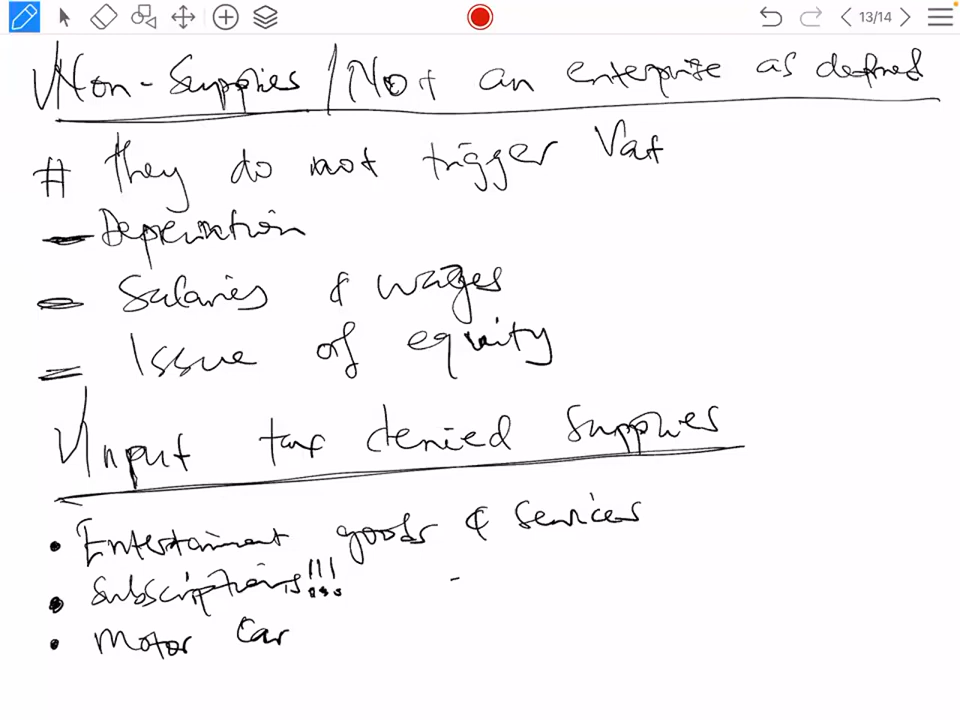 13/14
Non-Supplies / Not an enterprise as defined
# They do not trigger Vat
- Depreciation
- Salaries & wages
- Issue of equity
Input tax denied supplies
• Entertainment goods & services
• Subscriptions!!!
• Motor Car